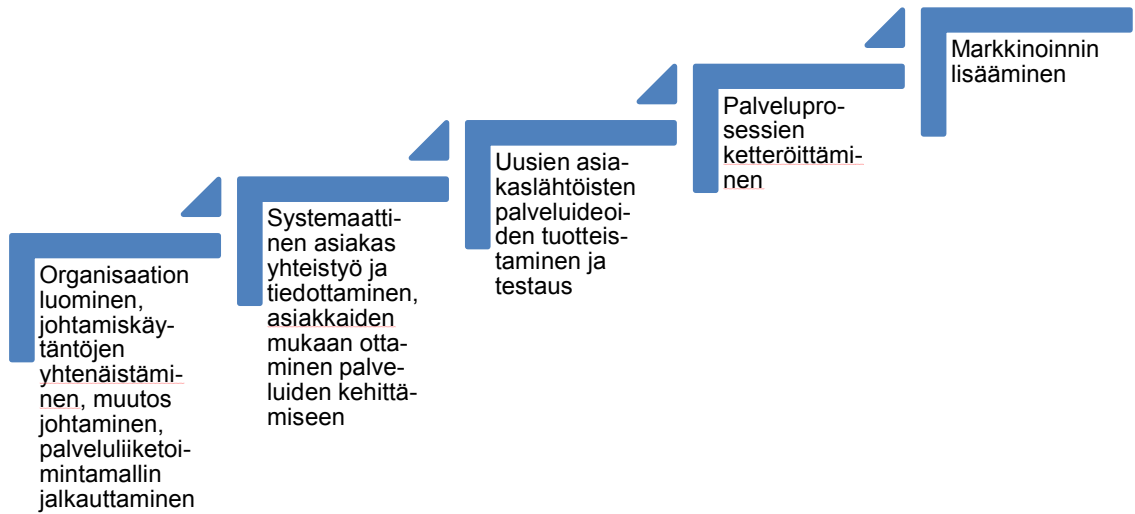 Organisaation
luominen,
johtamiskäy-
täntöjen
yhtenäistämi-
nen, muutos
johtaminen,
palveluliiketoi-
mintamallin
jalkauttaminen
Systemaatti-
nen asiakas
yhteistyö ja
tiedottaminen,
asiakkaiden
mukaan otta-
minen palve-
luiden kehittä-
miseen
Uusien asia-
kaslähtöisten
palveluideoi-
den tuotteis-
taminen ja
testaus
Palvelupro-
sessien
ketteröittämi-
nen
Markkinoinnin
lisääminen